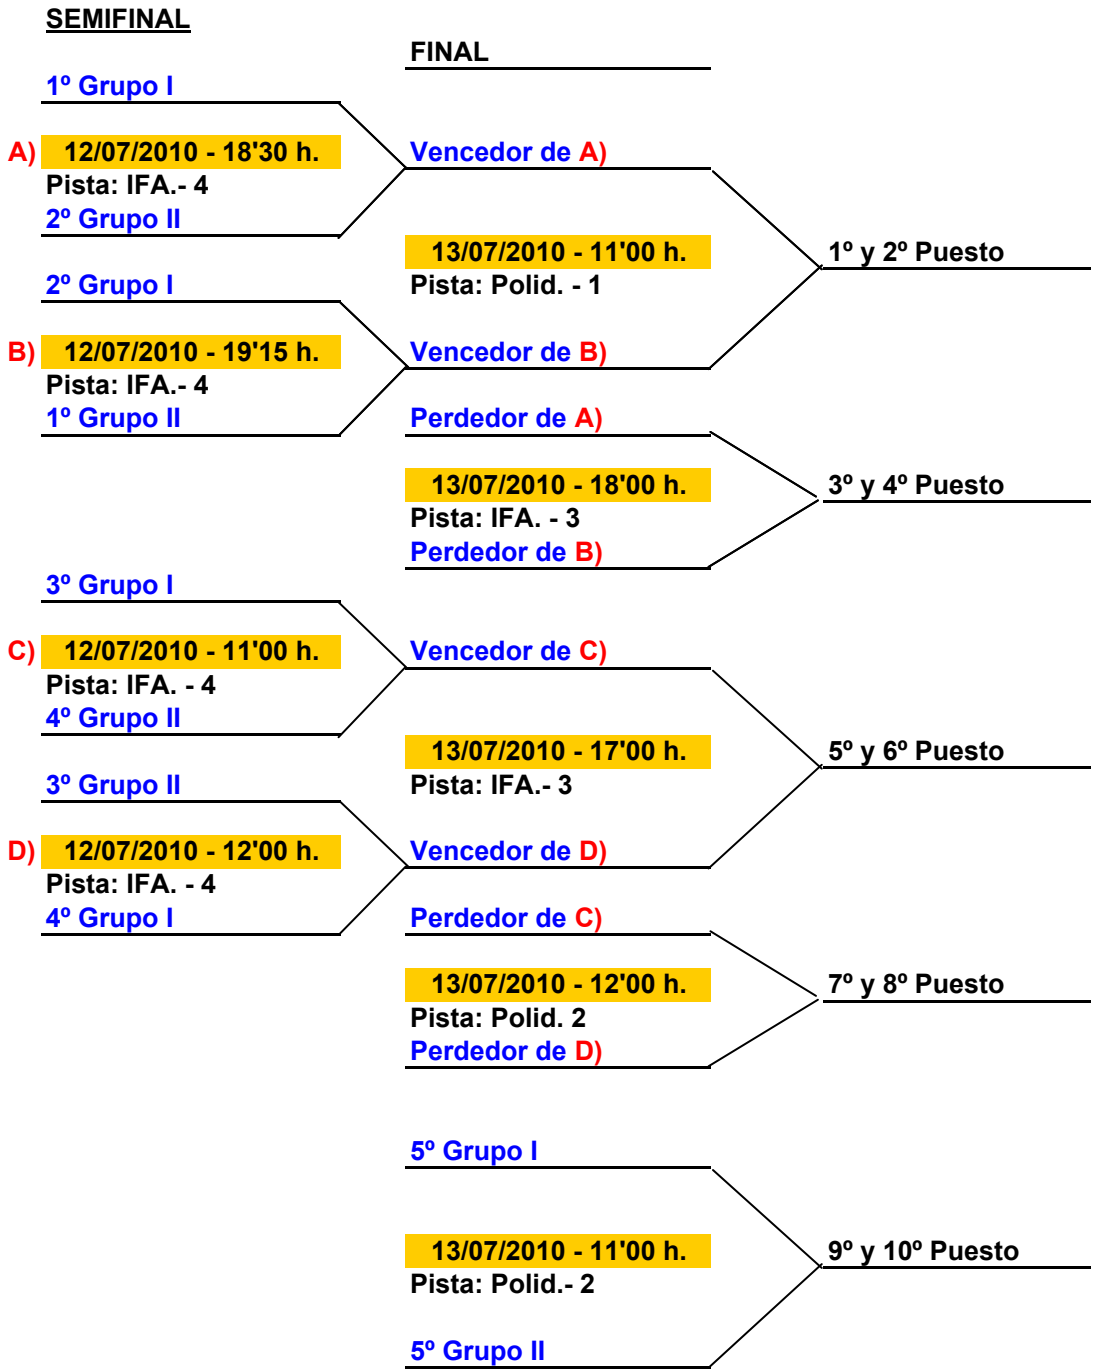 SEMIFINAL
FINAL
1º Grupo I
A) 12/07/2010 - 18'30 h.
Vencedor de A)
Pista: IFA.- 4
2º Grupo II
13/07/2010 - 11'00 h.
1º y 2º Puesto
2º Grupo I
Pista: Polid. - 1
B) 12/07/2010 - 19'15 h.
Vencedor de B)
Pista: IFA.- 4
1º Grupo II
Perdedor de A)
13/07/2010 - 18'00 h.
3º y 4º Puesto
Pista: IFA. - 3
Perdedor de B)
3º Grupo I
C) 12/07/2010 - 11'00 h.
Vencedor de C)
Pista: IFA. - 4
4º Grupo II
13/07/2010 - 17'00 h.
5º y 6º Puesto
3º Grupo II
Pista: IFA.- 3
D) 12/07/2010 - 12'00 h.
Vencedor de D)
Pista: IFA. - 4
4º Grupo I
Perdedor de C)
13/07/2010 - 12'00 h.
7º y 8º Puesto
Pista: Polid. 2
Perdedor de D)
5º Grupo I
13/07/2010 - 11'00 h.
9º y 10º Puesto
Pista: Polid.- 2
5º Grupo II